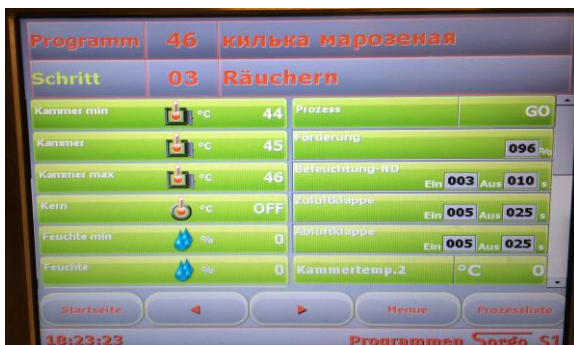 Programm 46 килька марозеная
Schritt 03 Räuchern
Kammer min °C 44 Prozess GO
Kammer °C 45 Förderung 096 %
Kammer max °C 46 Befeuchtung-ND Ein 003 Aus 010 s
Kern °C OFF Zuluftklappe Ein 005 Aus 025 s
Feuchte min % 0 Abluftklappe Ein 005 Aus 025 s
Feuchte % 0 Kammertemp.2 °C 0
Startseite Menue Prozessliste
18:23:23 Programmen Sorgo S1